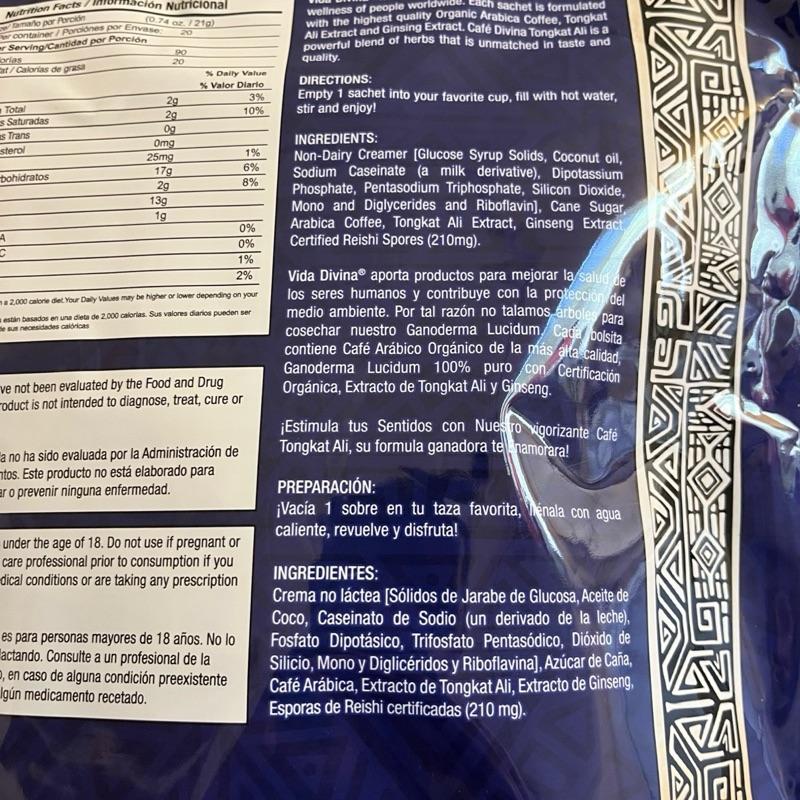 Nutrition Facts / Información Nutricional
Tamaño por Porción (0.74 oz. / 21g)
per container / Porciónes por Envase: 20
Serving/Cantidad por Porción
90
at / Calorías de grasa 20
% Daily Value
% Valor Diario
Total 2g 3%
s Saturadas 2g 10%
s Trans 0g
sterol 0mg
25mg 1%
bohidratos 17g 6%
2g 8%
13g
1g
A 0%
C 0%
1%
2%
a 2,000 calorie diet. Your Daily Values may be higher or lower depending on your
están basados en una dieta de 2,000 calorías. Sus valores diarios pueden ser
sus necesidades calóricas
ve not been evaluated by the Food and Drug
roduct is not intended to diagnose, treat, cure or
a no ha sido evaluada por la Administración de
ntos. Este producto no está elaborado para
ar o prevenir ninguna enfermedad.
under the age of 18. Do not use if pregnant or
care professional prior to consumption if you
dical conditions or are taking any prescription
es para personas mayores de 18 años. No lo
lactando. Consulte a un profesional de la
o, en caso de alguna condición preexistente
lgún medicamento recetado.
wellness of people worldwide. Each sachet is formulated
with the highest quality Organic Arabica Coffee, Tongkat
Ali Extract and Ginsing Extract. Café Divina Tongkat Ali is a
powerful blend of herbs that is unmatched in taste and
quality.
DIRECTIONS:
Empty 1 sachet into your favorite cup, fill with hot water,
stir and enjoy!
INGREDIENTS:
Non-Dairy Creamer [Glucose Syrup Solids, Coconut oil,
Sodium Caseinate (a milk derivative), Dipotassium
Phosphate, Pentasodium Triphosphate, Silicon Dioxide,
Mono and Diglycerides and Riboflavin], Cane Sugar,
Arabica Coffee, Tongkat Ali Extract, Ginseng Extract,
Certified Reishi Spores (210mg).
Vida Divina® aporta productos para mejorar la salud de
los seres humanos y contribuye con la protección del
medio ambiente. Por tal razón no talamos árboles para
cosechar nuestro Ganoderma Lucidum. Cada bolsita
contiene Café Arábico Orgánico de la más alta calidad,
Ganoderma Lucidum 100% puro con Certificación
Orgánica, Extracto de Tongkat Ali y Ginseng.
¡Estimula tus Sentidos con Nuestro vigorizante Café
Tongkat Ali, su formula ganadora te enamorara!
PREPARACIÓN:
¡Vacía 1 sobre en tu taza favorita, llénala con agua
caliente, revuelve y disfruta!
INGREDIENTES:
Crema no láctea [Sólidos de Jarabe de Glucosa, Aceite de
Coco, Caseinato de Sodio (un derivado de la leche),
Fosfato Dipotásico, Trifosfato Pentasódico, Dióxido de
Silicio, Mono y Diglicéridos y Riboflavina], Azúcar de Caña,
Café Arábica, Extracto de Tongkat Ali, Extracto de Ginseng,
Esporas de Reishi certificadas (210 mg).